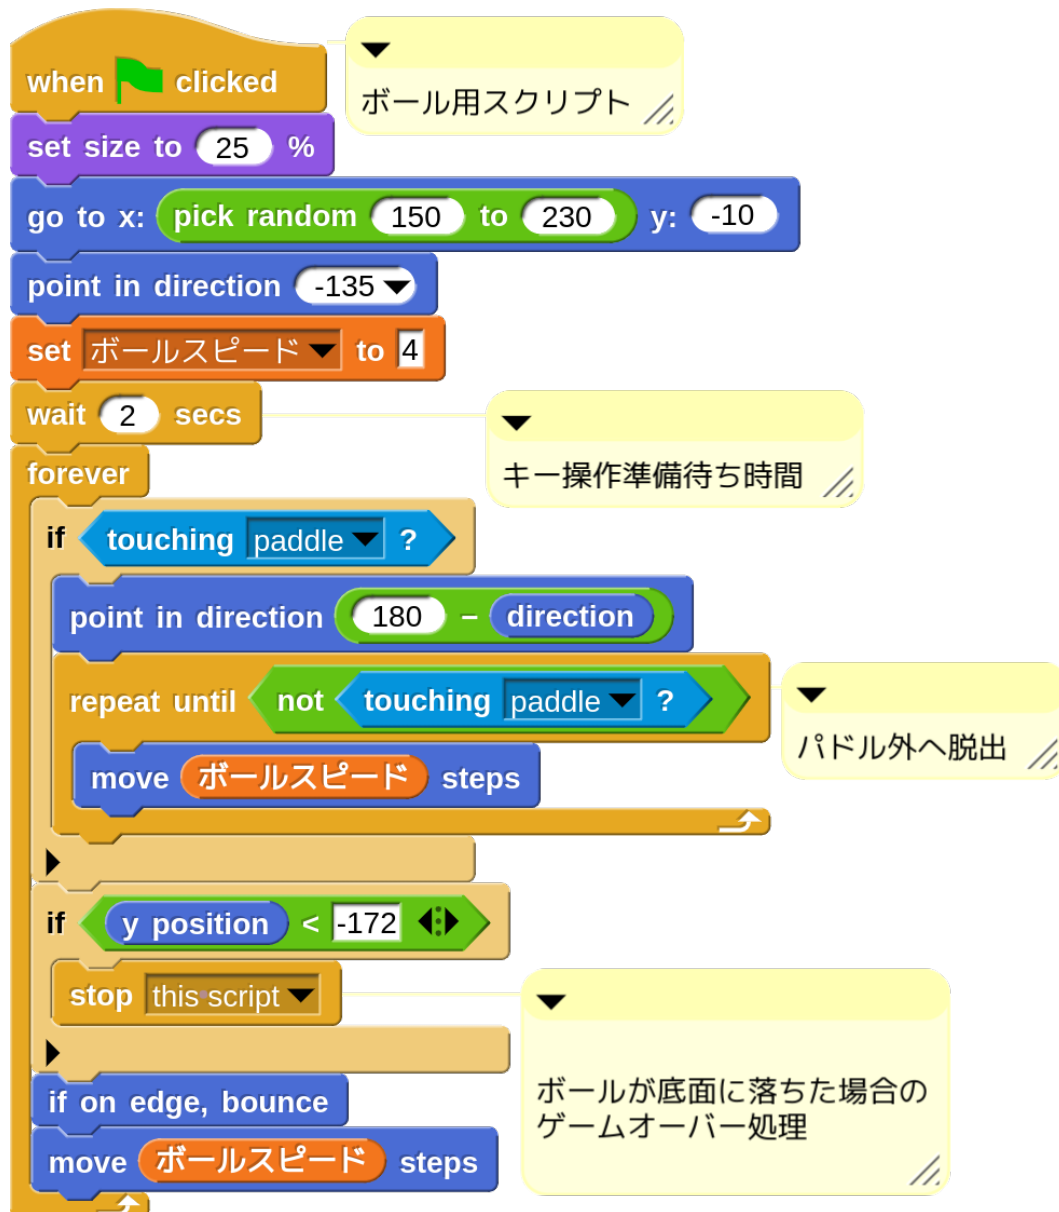 when clicked
ボール用スクリプト
set size to 25 %
go to x: pick random 150 to 230 y: -10
point in direction -135
set ボールスピード to 4
wait 2 secs
キー操作準備待ち時間
forever
if touching paddle ?
point in direction 180 − direction
repeat until not touching paddle ?
パドル外へ脱出
move ボールスピード steps
if y position < -172
stop this script
ボールが底面に落ちた場合の
ゲームオーバー処理
if on edge, bounce
move ボールスピード steps